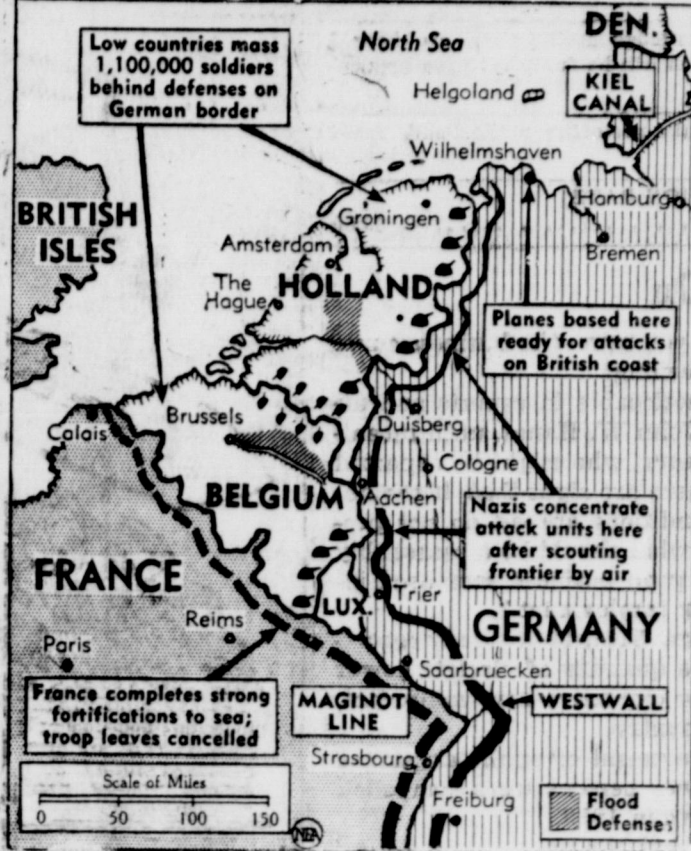 DEN.
North Sea
Low countries mass
1,100,000 soldiers
behind defenses on
German border
KIEL
CANAL
Helgoland
Wilhelmshaven
Hamburg
Groningen
BRITISH
ISLES
Bremen
Amsterdam
The
Hague
HOLLAND
Planes based here
ready for attacks
on British coast
Calais
Brussels
Duisberg
Cologne
BELGIUM
Aachen
Nazis concentrate
attack units here
after scouting
frontier by air
FRANCE
LUX.
Trier
Reims
GERMANY
Paris
Saarbruecken
France completes strong
fortifications to sea;
troop leaves cancelled
MAGINOT
LINE
WESTWALL
Strasbourg
Scale of Miles
0 50 100 150
Freiburg
Flood
Defenses
NEA